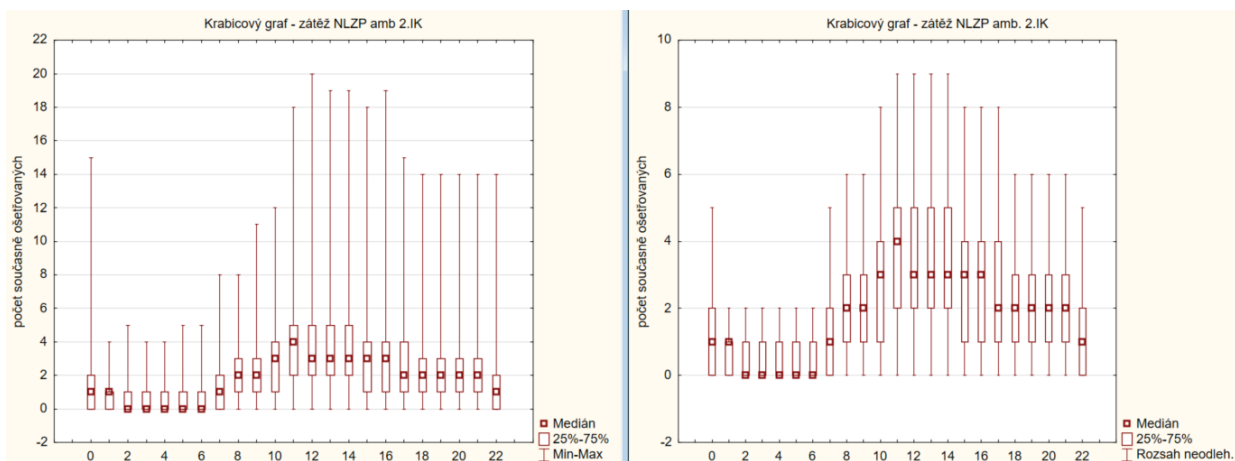 Krabicový graf - zátěž NLZP amb 2.IK
počet současně ošetřovaných
22
20
18
16
14
12
10
8
6
4
2
0
-2
0 2 4 6 8 10 12 14 16 18 20 22
Medián
25%-75%
Min-Max
Krabicový graf - zátěž NLZP amb. 2.IK
počet současně ošetřovaných
10
8
6
4
2
0
-2
0 2 4 6 8 10 12 14 16 18 20 22
Medián
25%-75%
Rozsah neodleh.